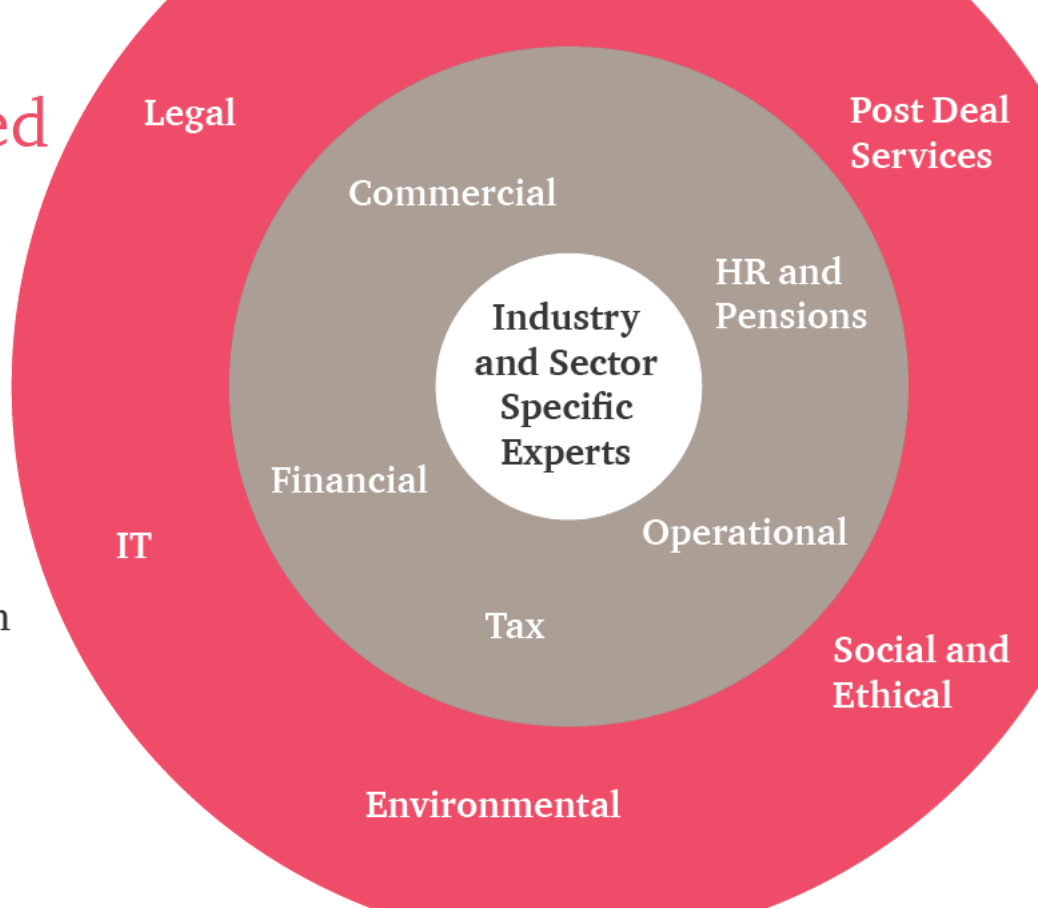 ed
Legal
Post Deal
Services
Commercial
HR and
Pensions
Industry
and Sector
Specific
Experts
Financial
Operational
IT
Tax
n
Social and
Ethical
Environmental